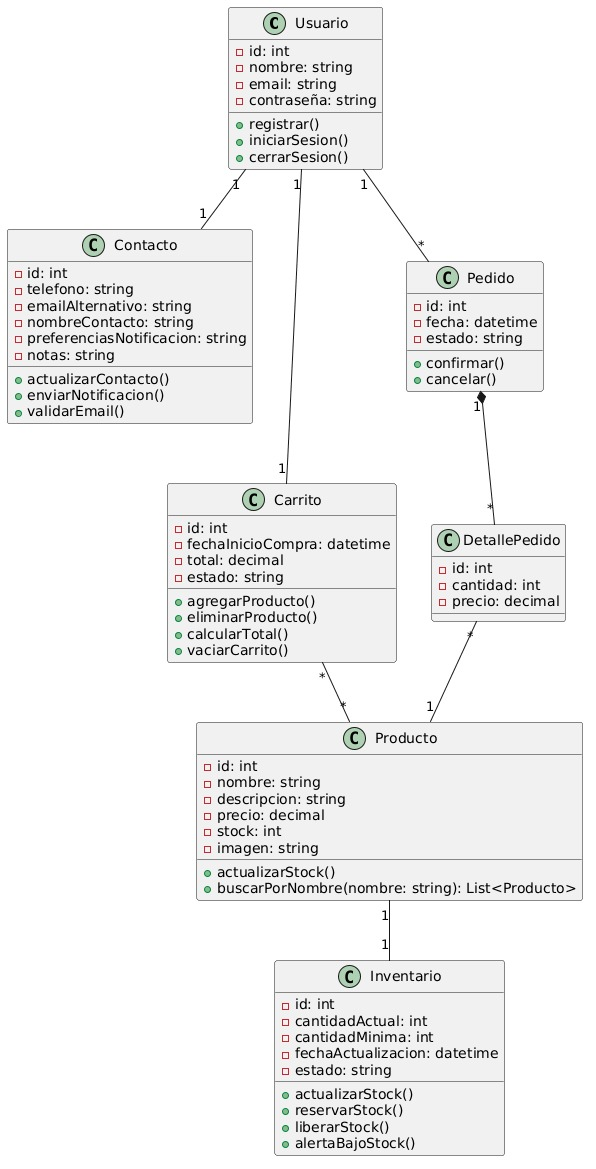 C Usuario
id: int
nombre: string
email: string
contraseña: string
registrar()
iniciarSesion()
cerrarSesion()
1
1
1
1
*
C Contacto
id: int
telefono: string
emailAlternativo: string
nombreContacto: string
preferenciasNotificacion: string
notas: string
actualizarContacto()
enviarNotificacion()
validarEmail()
C Pedido
id: int
fecha: datetime
estado: string
confirmar()
cancelar()
1
1
*
C Carrito
id: int
fechaInicioCompra: datetime
total: decimal
estado: string
agregarProducto()
eliminarProducto()
calcularTotal()
vaciarCarrito()
C DetallePedido
id: int
cantidad: int
precio: decimal
*
*
*
1
C Producto
id: int
nombre: string
descripcion: string
precio: decimal
stock: int
imagen: string
actualizarStock()
buscarPorNombre(nombre: string): List<Producto>
1
1
C Inventario
id: int
cantidadActual: int
cantidadMinima: int
fechaActualizacion: datetime
estado: string
actualizarStock()
reservarStock()
liberarStock()
alertaBajoStock()